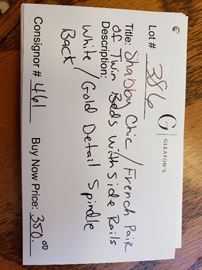 Lot # 386
G
GLEATON'S
Title: Shabby Chic / French Pair
of Twin Beds with Side Rails
Description:
White / Gold Detail Spindle
Back
Consignor # 461
Buy Now Price: 350.00